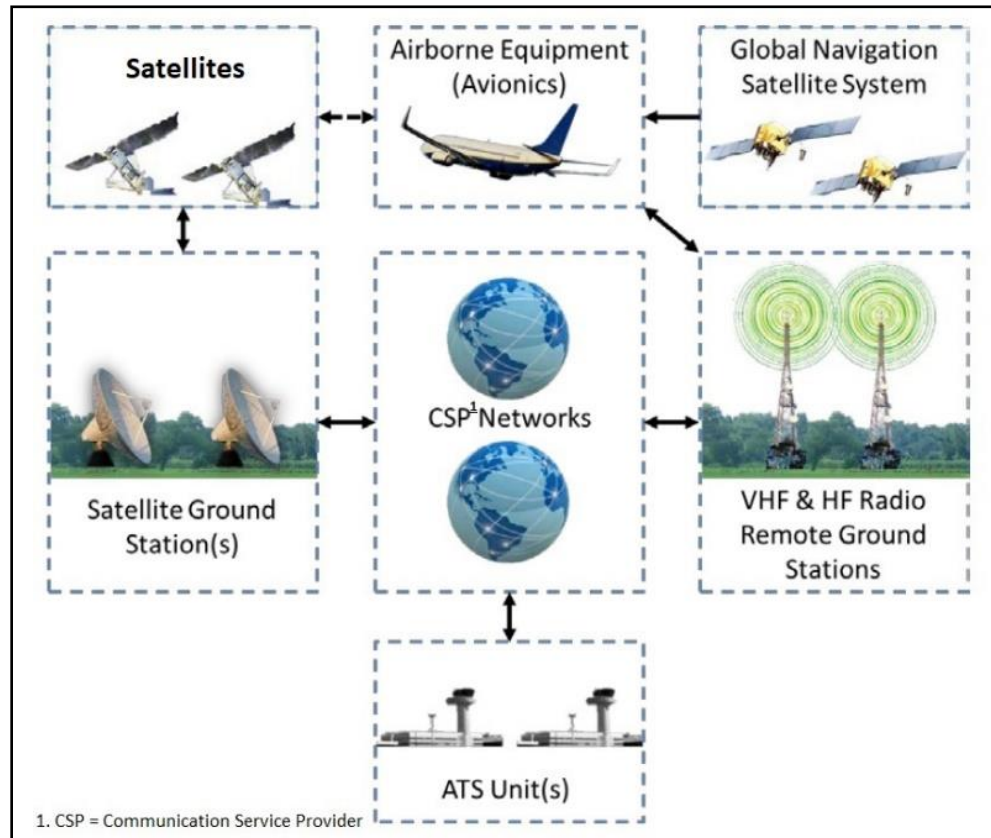 Satellites
Airborne Equipment
(Avionics)
Global Navigation
Satellite System
Satellite Ground
Station(s)
CSP¹Networks
VHF & HF Radio
Remote Ground
Stations
ATS Unit(s)
1. CSP = Communication Service Provider